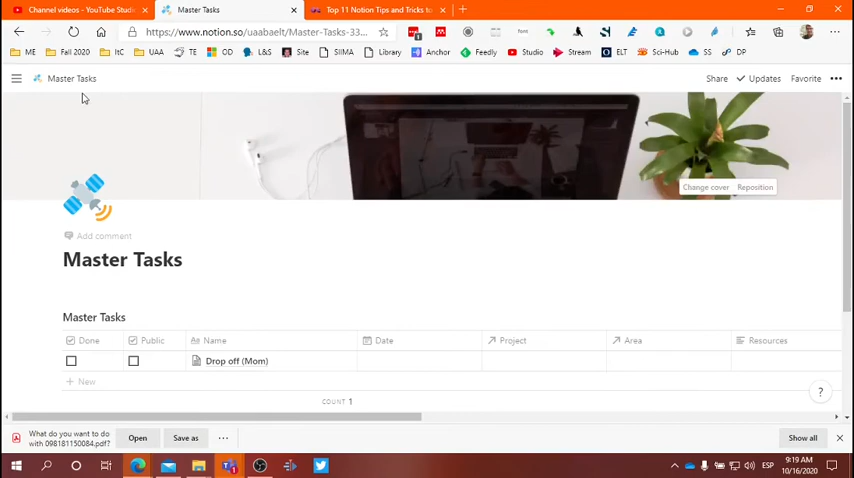 Channel videos - YouTube Studio
Master Tasks
Top 11 Notion Tips and Tricks to
https://www.notion.so/uaabaelt/Master-Tasks-33...
ME
Fall 2020
ItC
UAA
TE
OD
L&S
Site
SIIMA
Library
Anchor
Feedly
Studio
Stream
ELT
Sci-Hub
SS
DP
Master Tasks
Share
Updates
Favorite
Change cover
Reposition
Add comment
Master Tasks
Master Tasks
Done
Public
Aa Name
Date
Project
Area
Resources
Drop off (Mom)
+ New
COUNT 1
?
What do you want to do
with 098181150084.pdf?
Open
Save as
Show all
ESP
9:19 AM
10/16/2020